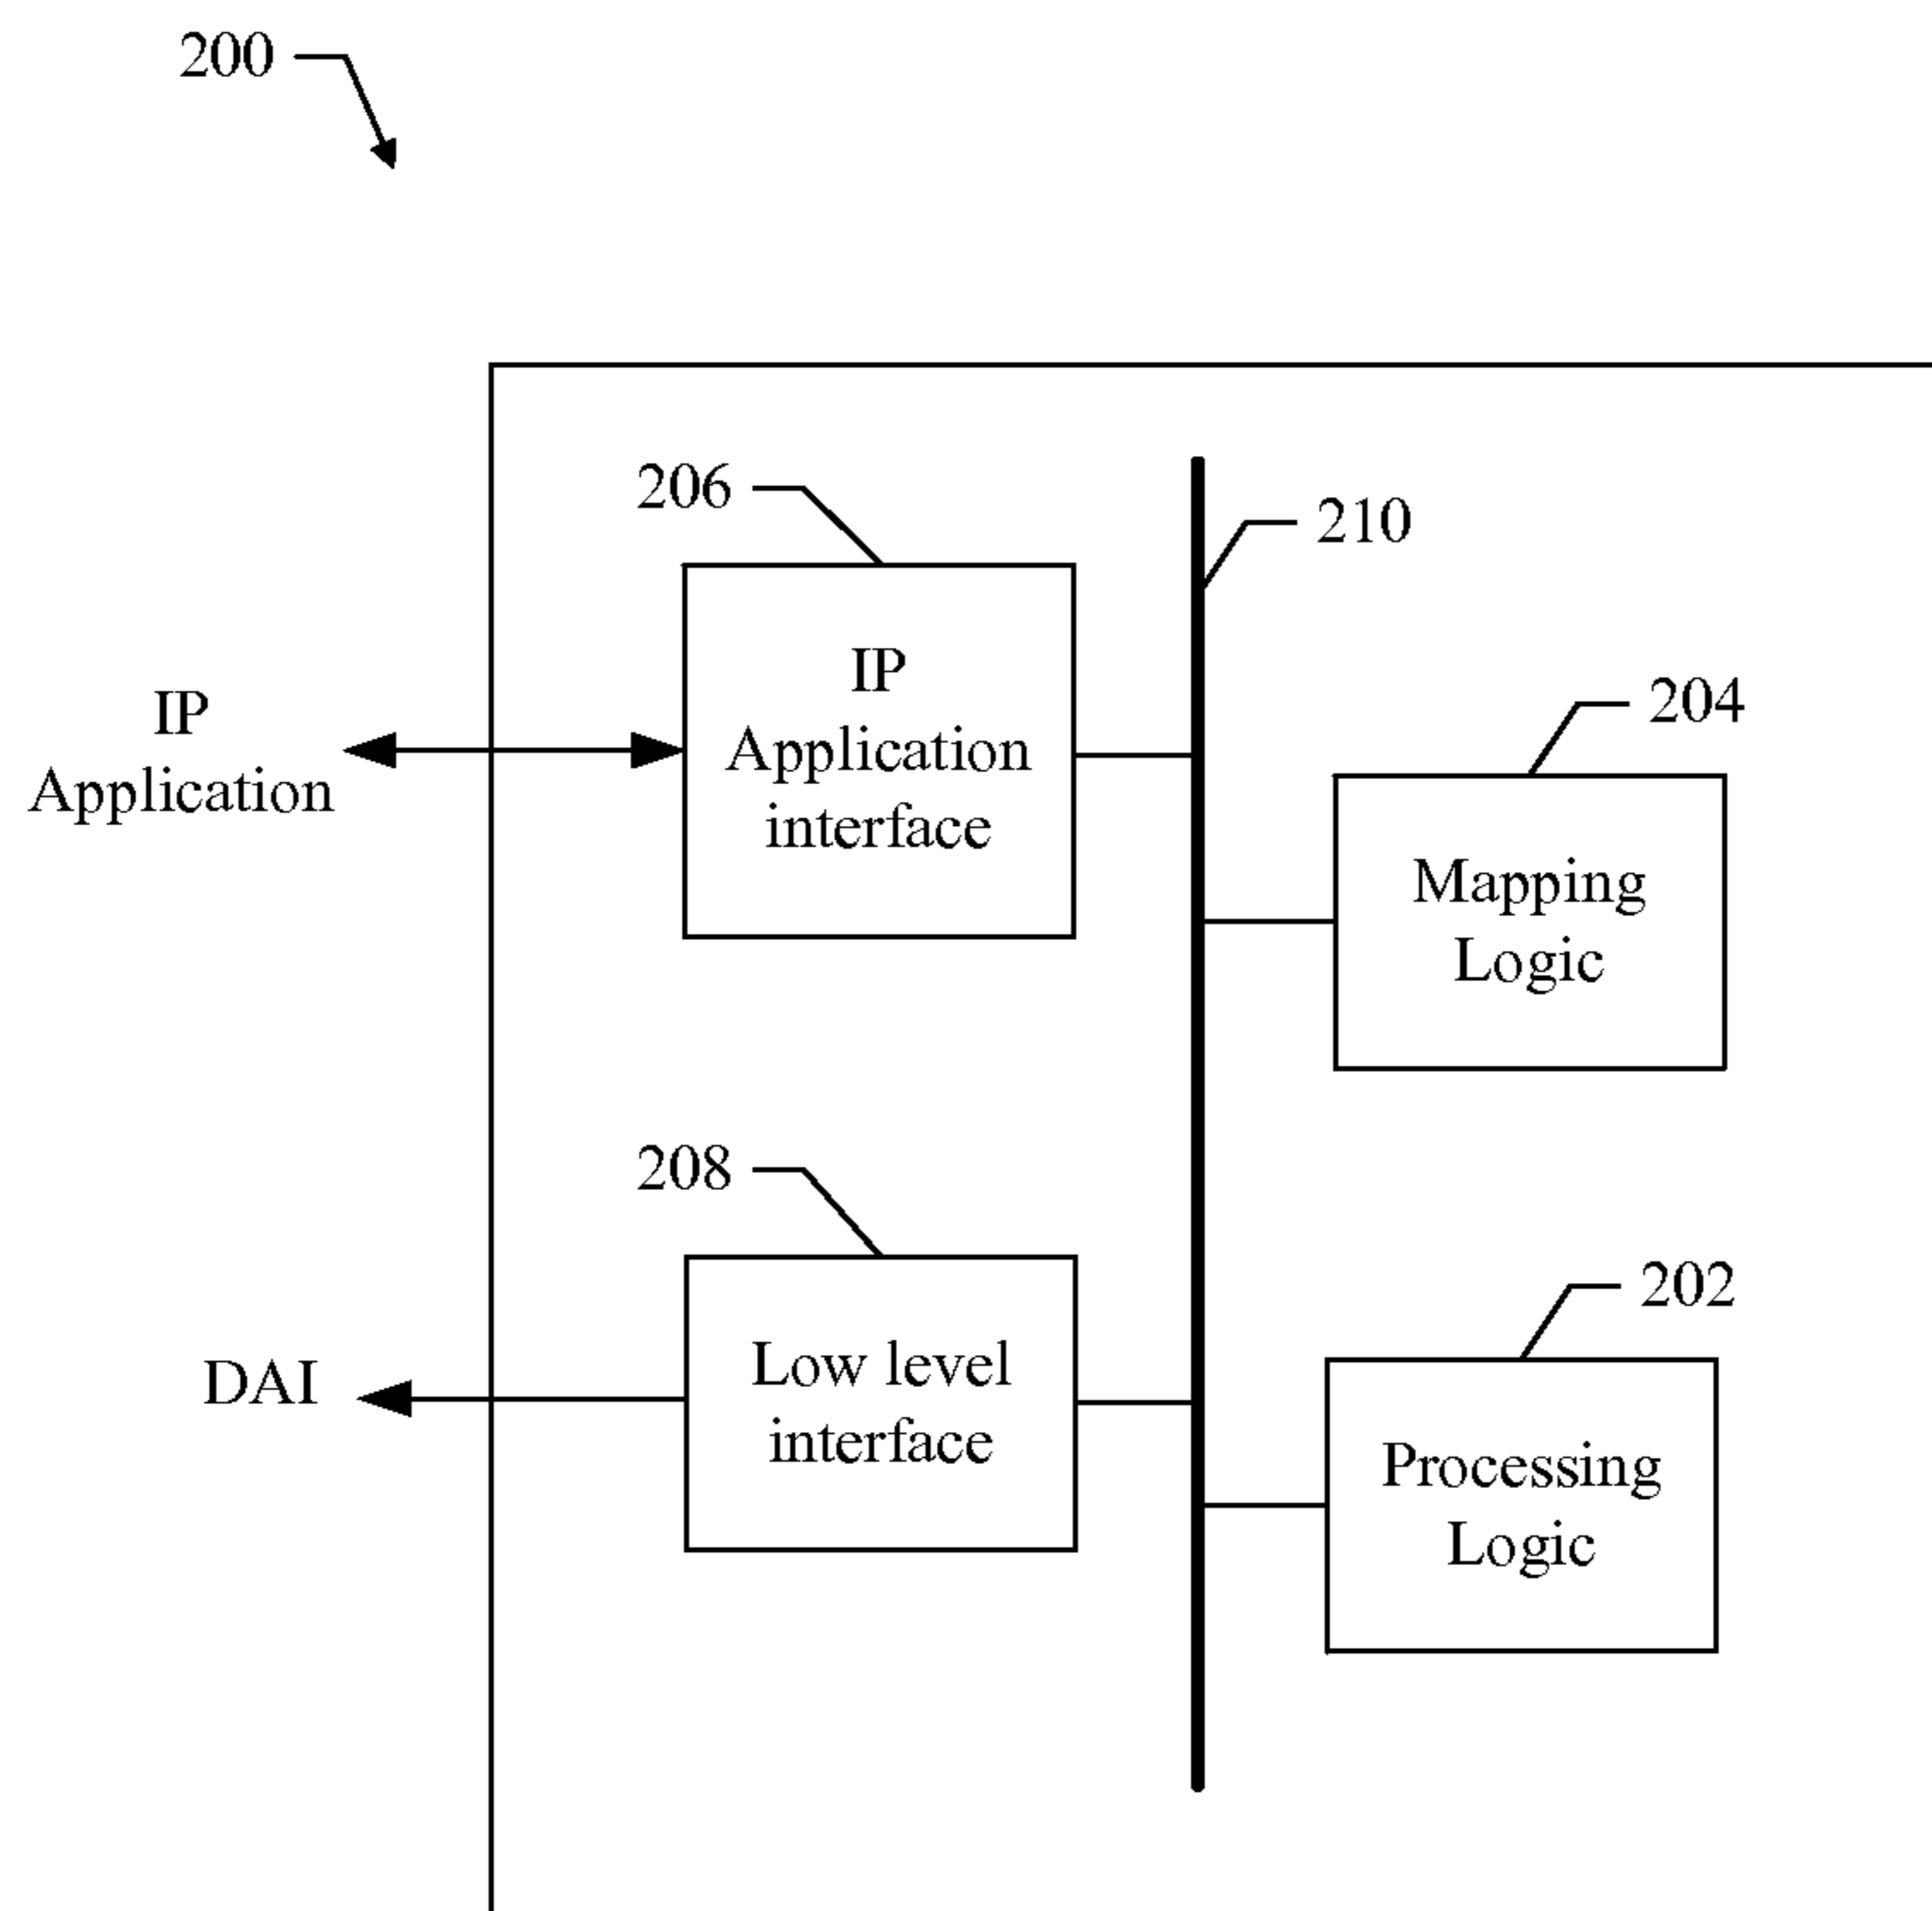 200
206
210
IP
Application
interface
IP
Application
204
Mapping
Logic
208
202
Low level
interface
DAI
Processing
Logic